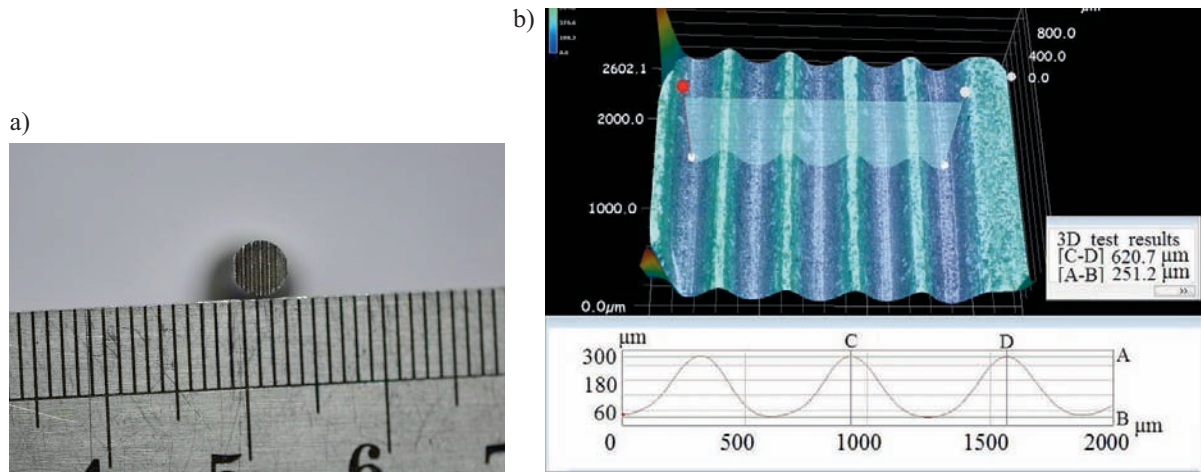 a)
4 5 6 7
b)
μm
0.0
2602.1
2000.0
1000.0
0.0μm
800.0
400.0
0.0
3D test results
[C-D] 620.7 μm
[A-B] 251.2 μm
>>
μm
C
D
300
A
180
60
B
μm
0
500
1000
1500
2000